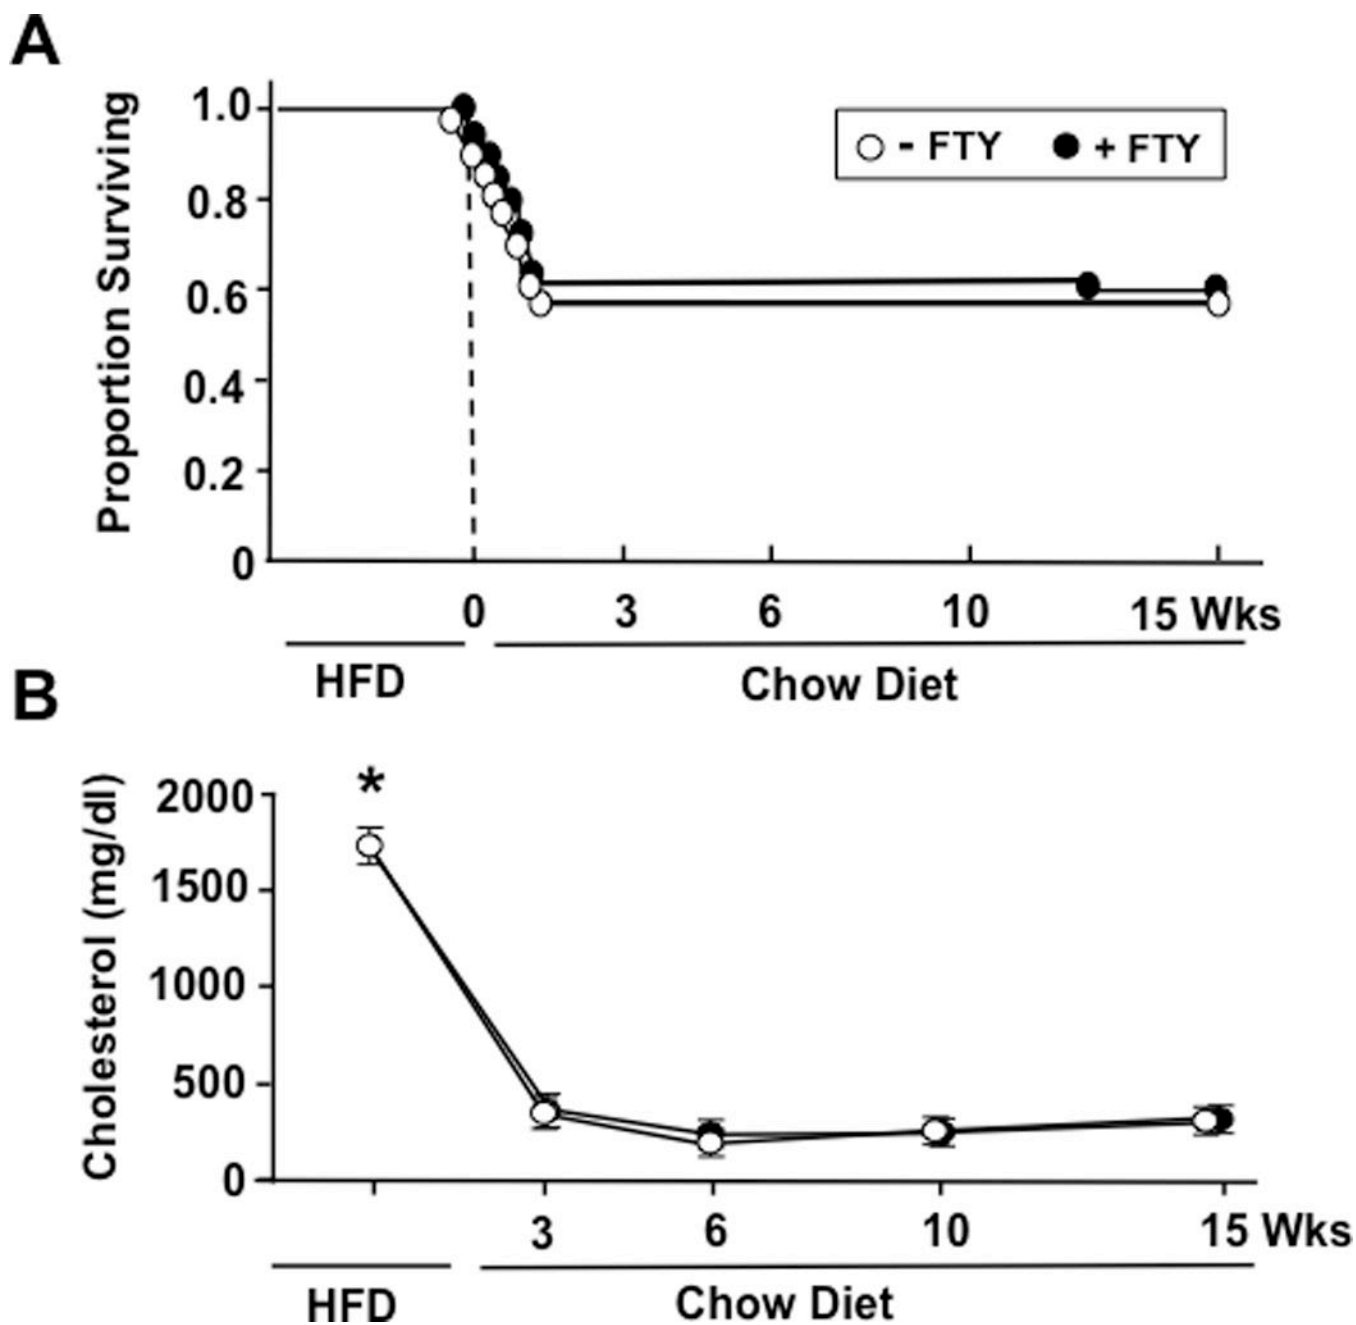 A
Proportion Surviving
1.0
0.8
0.6
0.4
0.2
0
- FTY + FTY
0 3 6 10 15 Wks
HFD Chow Diet
B
Cholesterol (mg/dl)
*
2000
1500
1000
500
0
3 6 10 15 Wks
HFD Chow Diet